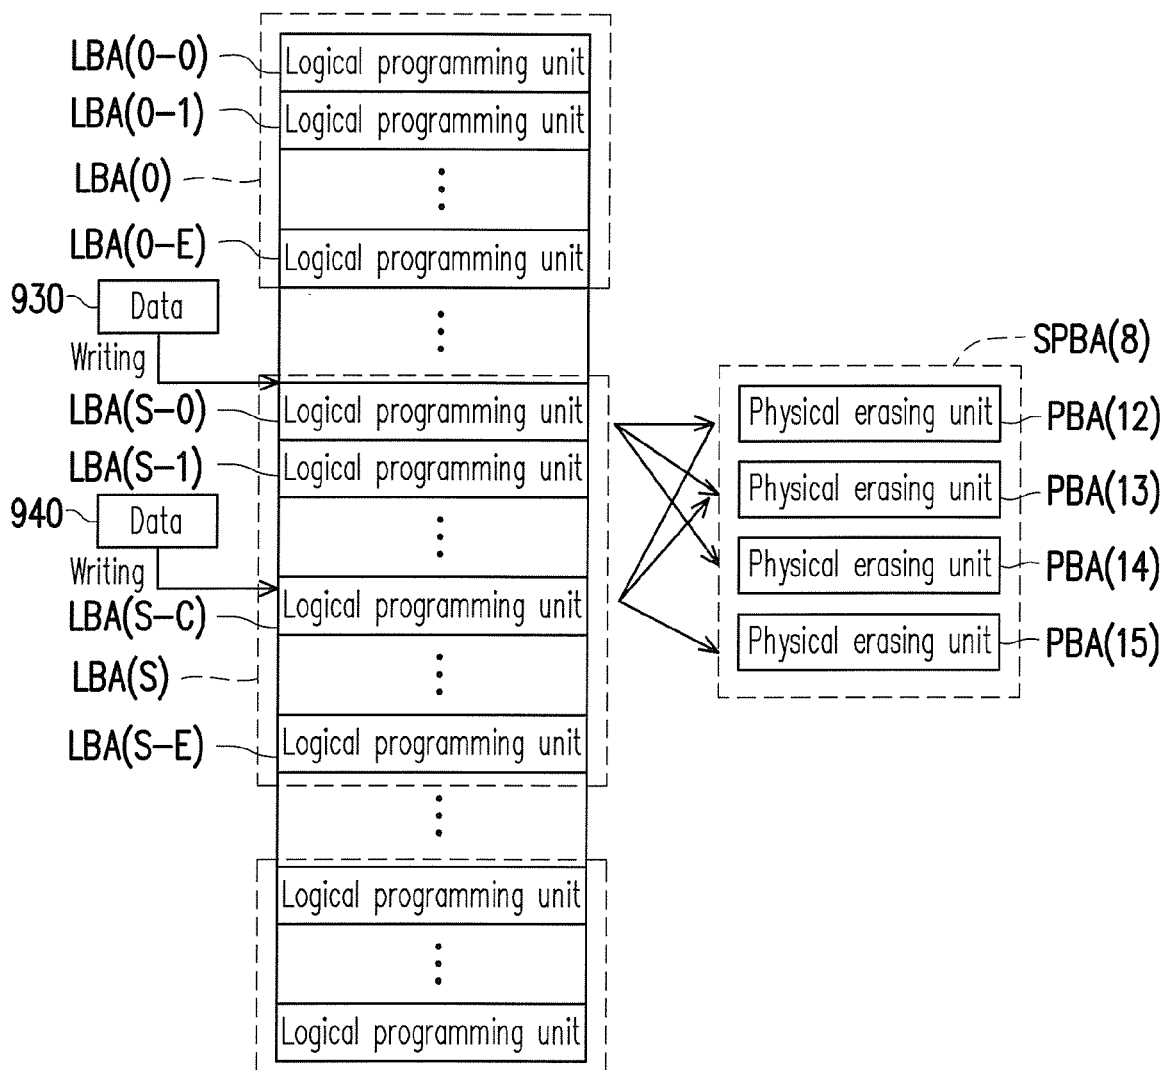 LBA(0-0) Logical programming unit
LBA(0-1) Logical programming unit
LBA(0)
LBA(0-E) Logical programming unit
930 Data
Writing
SPBA(8)
LBA(S-0) Logical programming unit
Physical erasing unit PBA(12)
LBA(S-1) Logical programming unit
Physical erasing unit PBA(13)
940 Data
Writing
Physical erasing unit PBA(14)
LBA(S-C) Logical programming unit
Physical erasing unit PBA(15)
LBA(S)
LBA(S-E) Logical programming unit
Logical programming unit
Logical programming unit